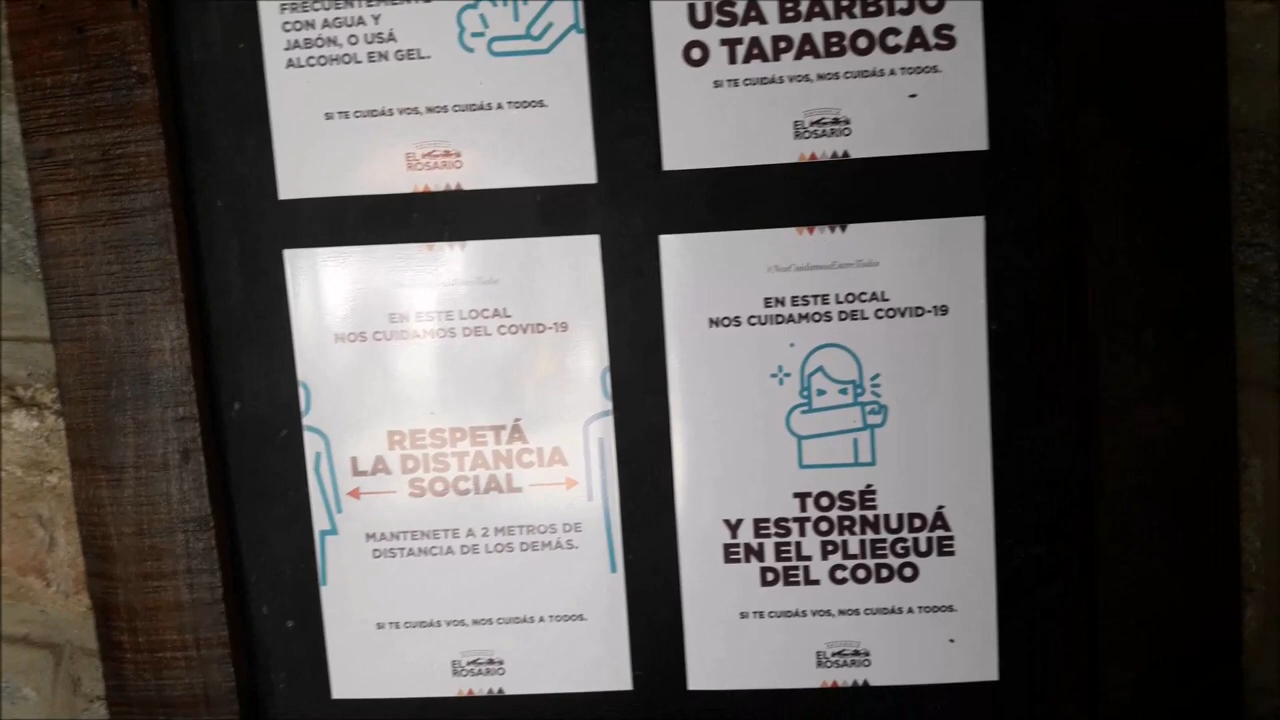 FRECUENTEMENTE
CON AGUA Y
JABÓN, O USÁ
ALCOHOL EN GEL.
SI TE CUIDÁS VOS, NOS CUIDÁS A TODOS.
EL
ROSARIO
USÁ BARBIJO
O TAPABOCAS
SI TE CUIDÁS VOS, NOS CUIDÁS A TODOS.
EL
ROSARIO
EN ESTE LOCAL
NOS CUIDAMOS DEL COVID-19
RESPETÁ
LA DISTANCIA
SOCIAL
MANTENETE A 2 METROS DE
DISTANCIA DE LOS DEMÁS.
SI TE CUIDÁS VOS, NOS CUIDÁS A TODOS.
EL
ROSARIO
#NosCuidamosEntreTodos
EN ESTE LOCAL
NOS CUIDAMOS DEL COVID-19
TOSÉ
Y ESTORNUDÁ
EN EL PLIEGUE
DEL CODO
SI TE CUIDÁS VOS, NOS CUIDÁS A TODOS.
EL
ROSARIO